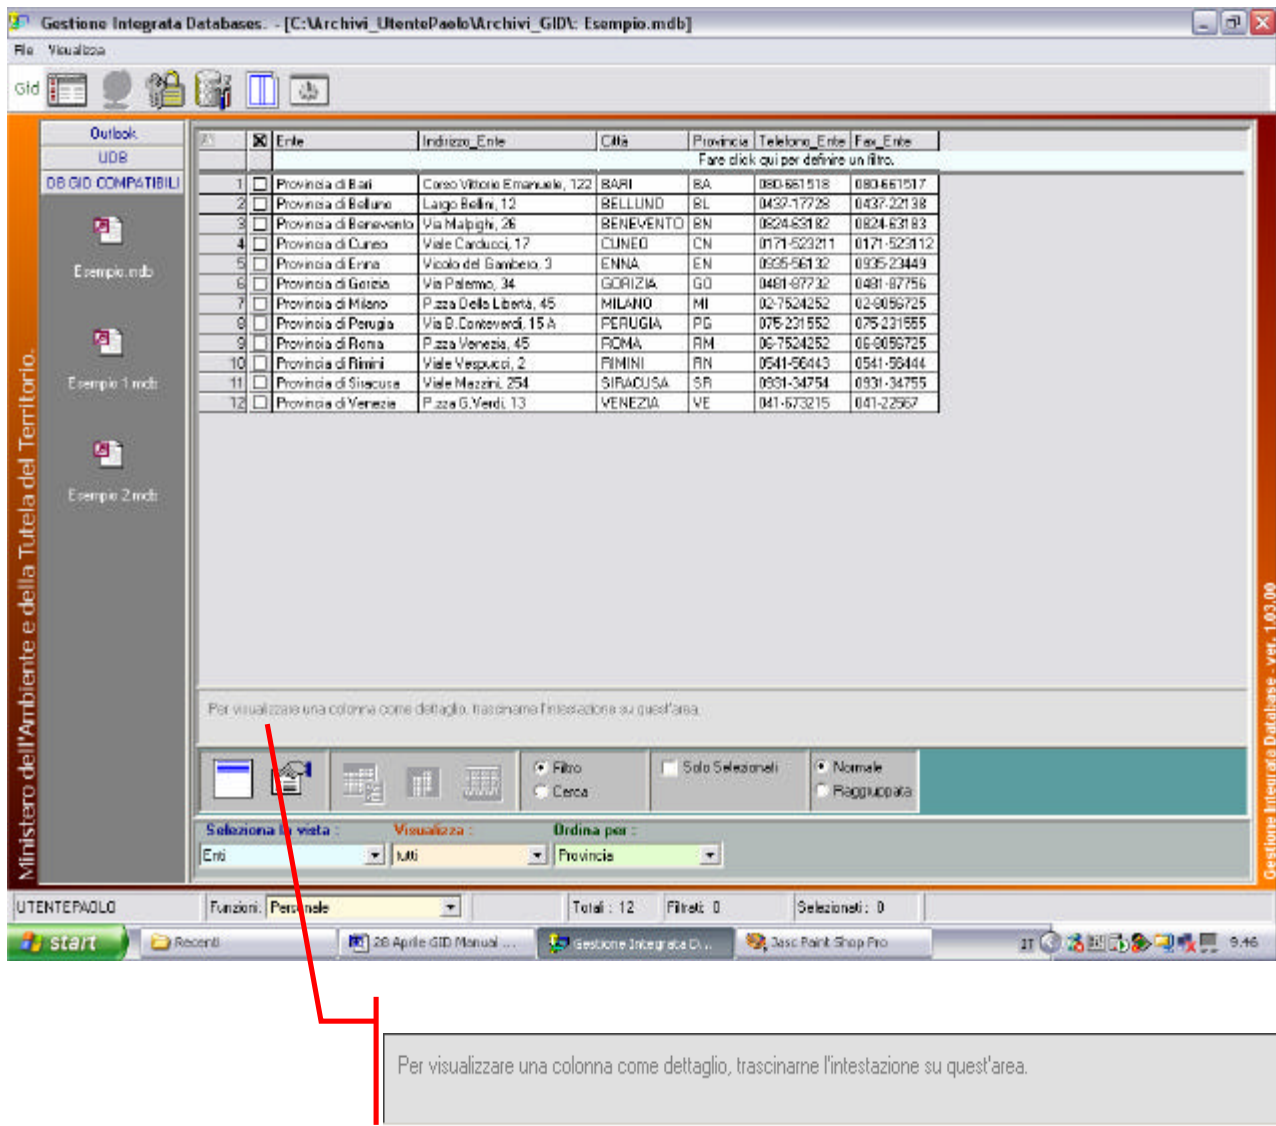 Gestione Integrata Databases. - [C:\Archivi_UtentePaolo\Archivi_GID\: Esempio.mdb]
File Visualizza
Gid
Outlook
UDB
DB GID COMPATIBILI
Esempio.mdb
Esempio 1.mdb
Esempio 2.mdb
Ministero dell'Ambiente e della Tutela del Territorio.
Ente Indirizzo_Ente Città Provincia Telefono_Ente Fax_Ente
Fare click qui per definire un filtro.
1 Provincia di Bari Corso Vittorio Emanuele, 122 BARI BA 080-661518 080-661517
2 Provincia di Belluno Largo Bellini, 12 BELLUNO BL 0437-17728 0437-22138
3 Provincia di Benevento Via Malpighi, 26 BENEVENTO BN 0824-63182 0824-63183
4 Provincia di Cuneo Viale Carducci, 17 CUNEO CN 0171-523211 0171-523112
5 Provincia di Enna Vicolo del Gambero, 3 ENNA EN 0935-56132 0935-23449
6 Provincia di Gorizia Via Palermo, 34 GORIZIA GO 0481-87732 0481-87756
7 Provincia di Milano P.zza Della Libertà, 45 MILANO MI 02-7524252 02-8056725
8 Provincia di Perugia Via B.Conteverdi, 15 A PERUGIA PG 075-231552 075-231555
9 Provincia di Roma P.zza Venezia, 45 ROMA RM 06-7524252 06-8056725
10 Provincia di Rimini Viale Vespucci, 2 RIMINI RN 0541-56443 0541-56444
11 Provincia di Siracusa Viale Mazzini, 254 SIRACUSA SR 0931-34754 0931-34755
12 Provincia di Venezia P.zza G.Verdi, 13 VENEZIA VE 041-673215 041-22567
Per visualizzare una colonna come dettaglio, trascinarne l'intestazione su quest'area.
Filtro
Cerca
Solo Selezionati
Normale
Raggruppata
Seleziona la vista : Visualizza : Ordina per :
Enti tutti Provincia
Gestione Integrata Database - ver. 1.03.00
UTENTEPAOLO Funzioni: Personale Totali : 12 Filtrati: 0 Selezionati: 0
start Recenti 28 Aprile GID Manual ... Gestione Integrata D... Jasc Paint Shop Pro IT 9.46
Per visualizzare una colonna come dettaglio, trascinarne l'intestazione su quest'area.